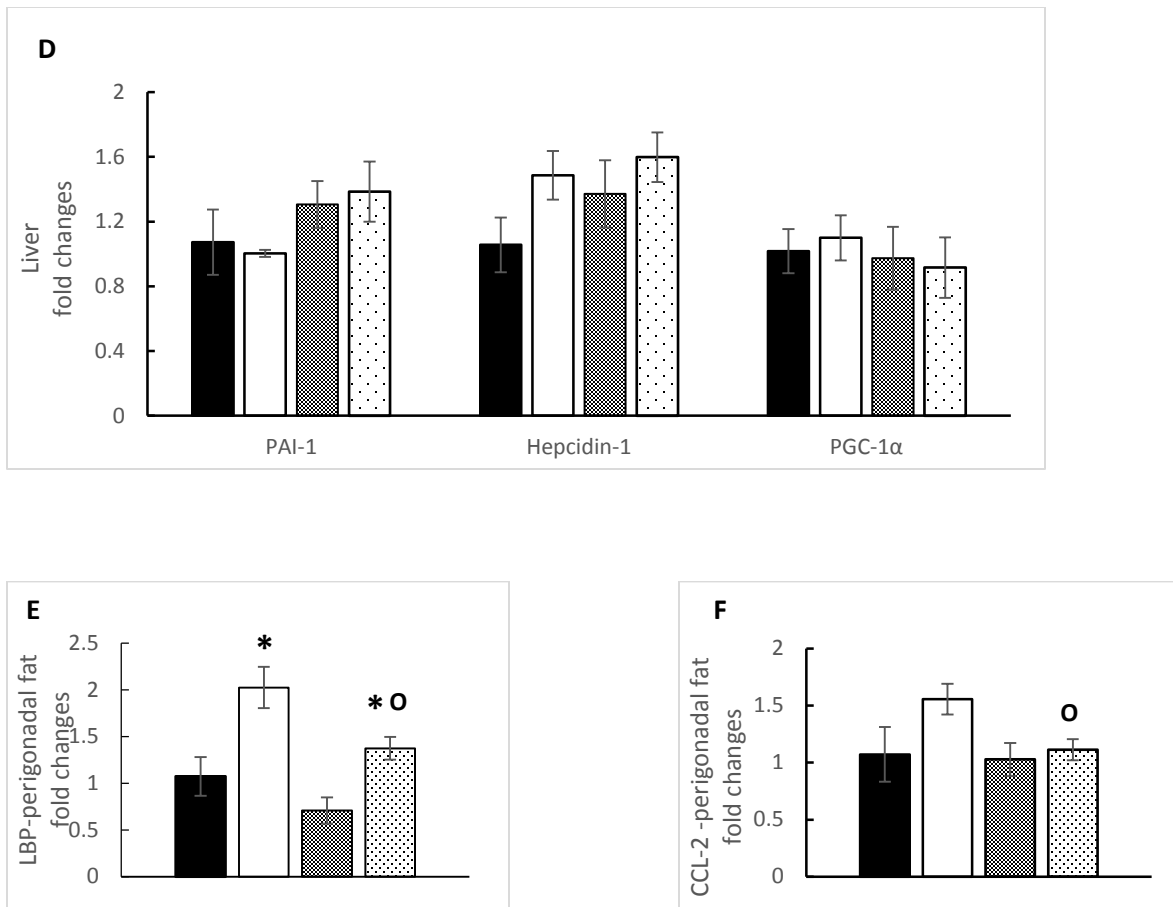 D
2
1.6
1.2
0.8
0.4
0
Liver
fold changes
PAI-1 Hepcidin-1 PGC-1α
E
2.5
2
1.5
1
0.5
0
LBP-perigonadal fat
fold changes
*
* O
F
2
1.5
1
0.5
0
CCL-2 -perigonadal fat
fold changes
O